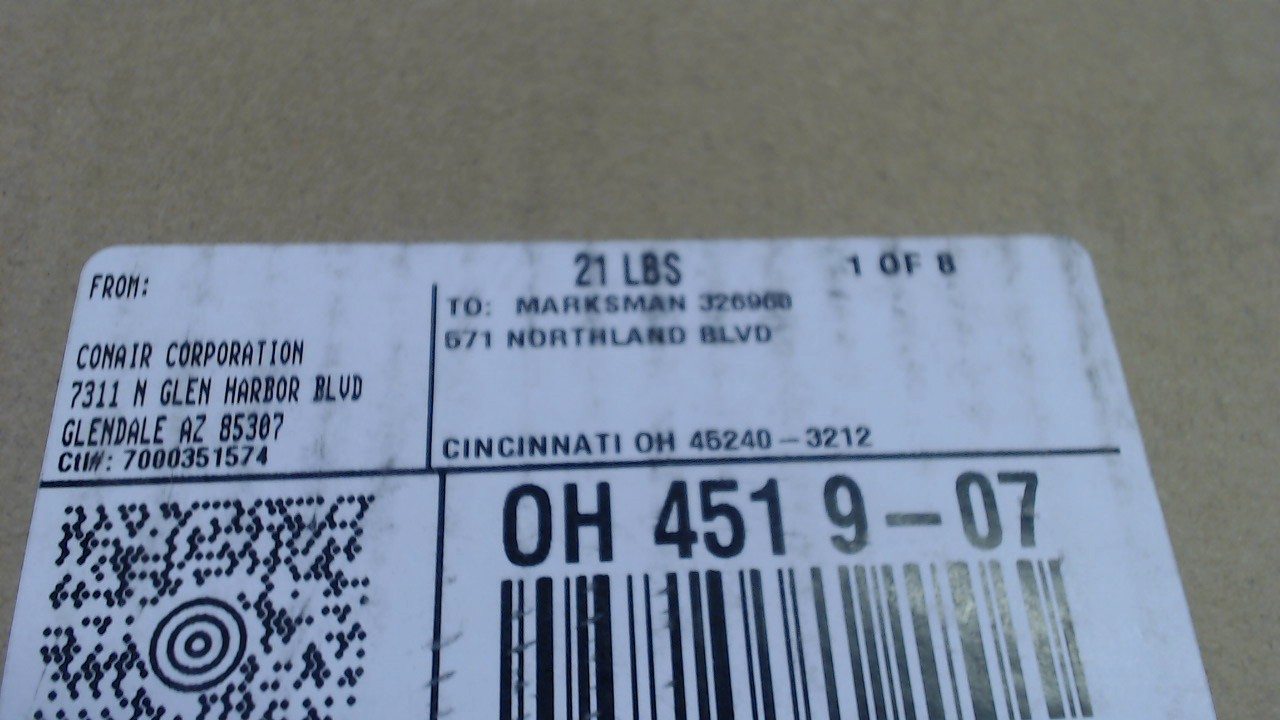 21 LBS
1 OF 8
FROM:
CONAIR CORPORATION
7311 N GLEN HARBOR BLVD
GLENDALE AZ 85307
Ctl#: 7000351574
TO: MARKSMAN 326960
571 NORTHLAND BLVD
CINCINNATI OH 45240-3212
OH 451 9-07